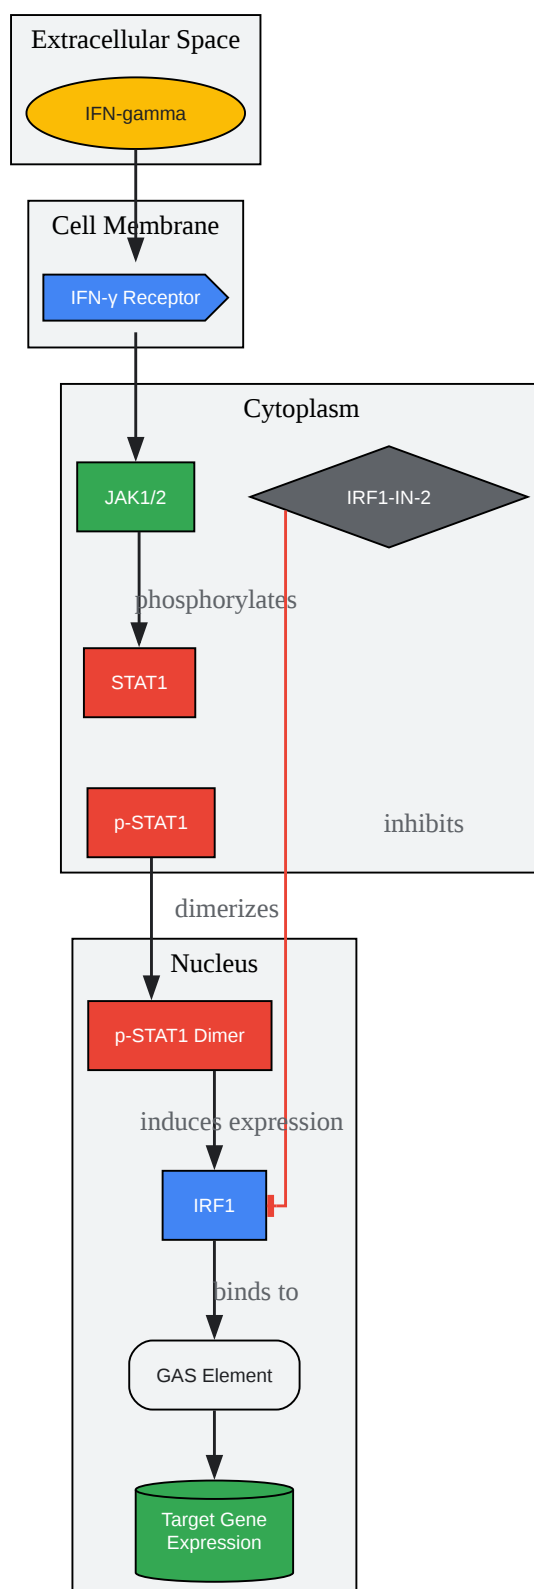 Extracellular Space
IFN-gamma
Cell Membrane
IFN-γ Receptor
Cytoplasm
JAK1/2
IRF1-IN-2
phosphorylates
STAT1
p-STAT1
inhibits
dimerizes
Nucleus
p-STAT1 Dimer
induces expression
IRF1
binds to
GAS Element
Target Gene
Expression